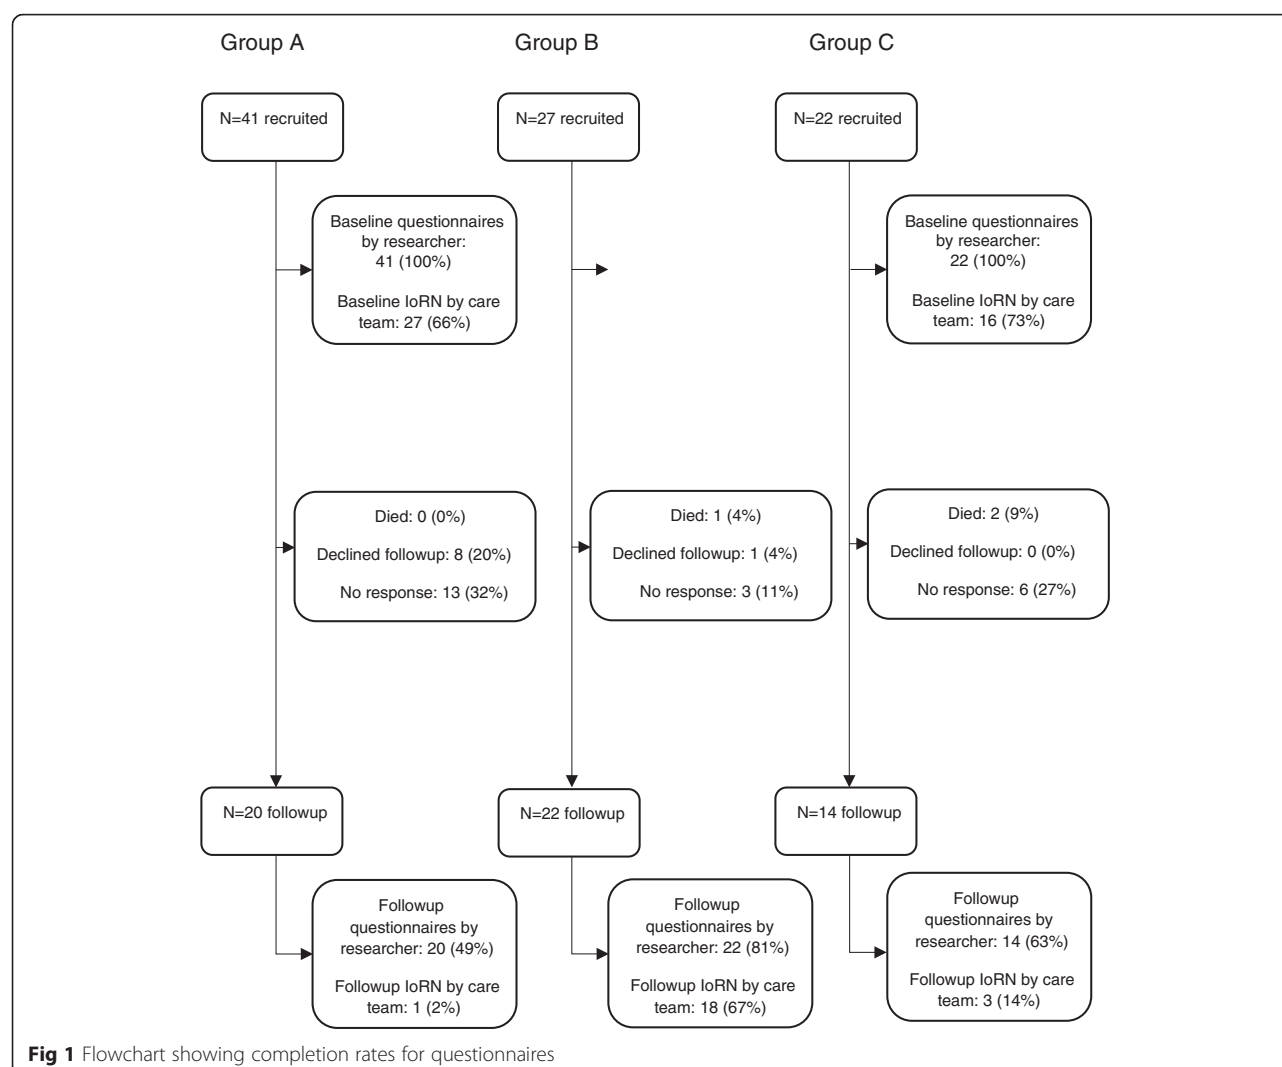 Group A
Group B
Group C
N=41 recruited
N=27 recruited
N=22 recruited
Baseline questionnaires
by researcher:
41 (100%)
Baseline IoRN by care
team: 27 (66%)
Baseline questionnaires
by researcher:
22 (100%)
Baseline IoRN by care
team: 16 (73%)
Died: 0 (0%)
Declined followup: 8 (20%)
No response: 13 (32%)
Died: 1 (4%)
Declined followup: 1 (4%)
No response: 3 (11%)
Died: 2 (9%)
Declined followup: 0 (0%)
No response: 6 (27%)
N=20 followup
N=22 followup
N=14 followup
Followup
questionnaires by
researcher: 20 (49%)
Followup IoRN by care
team: 1 (2%)
Followup
questionnaires by
researcher: 22 (81%)
Followup IoRN by care
team: 18 (67%)
Followup
questionnaires by
researcher: 14 (63%)
Followup IoRN by care
team: 3 (14%)
Fig 1 Flowchart showing completion rates for questionnaires